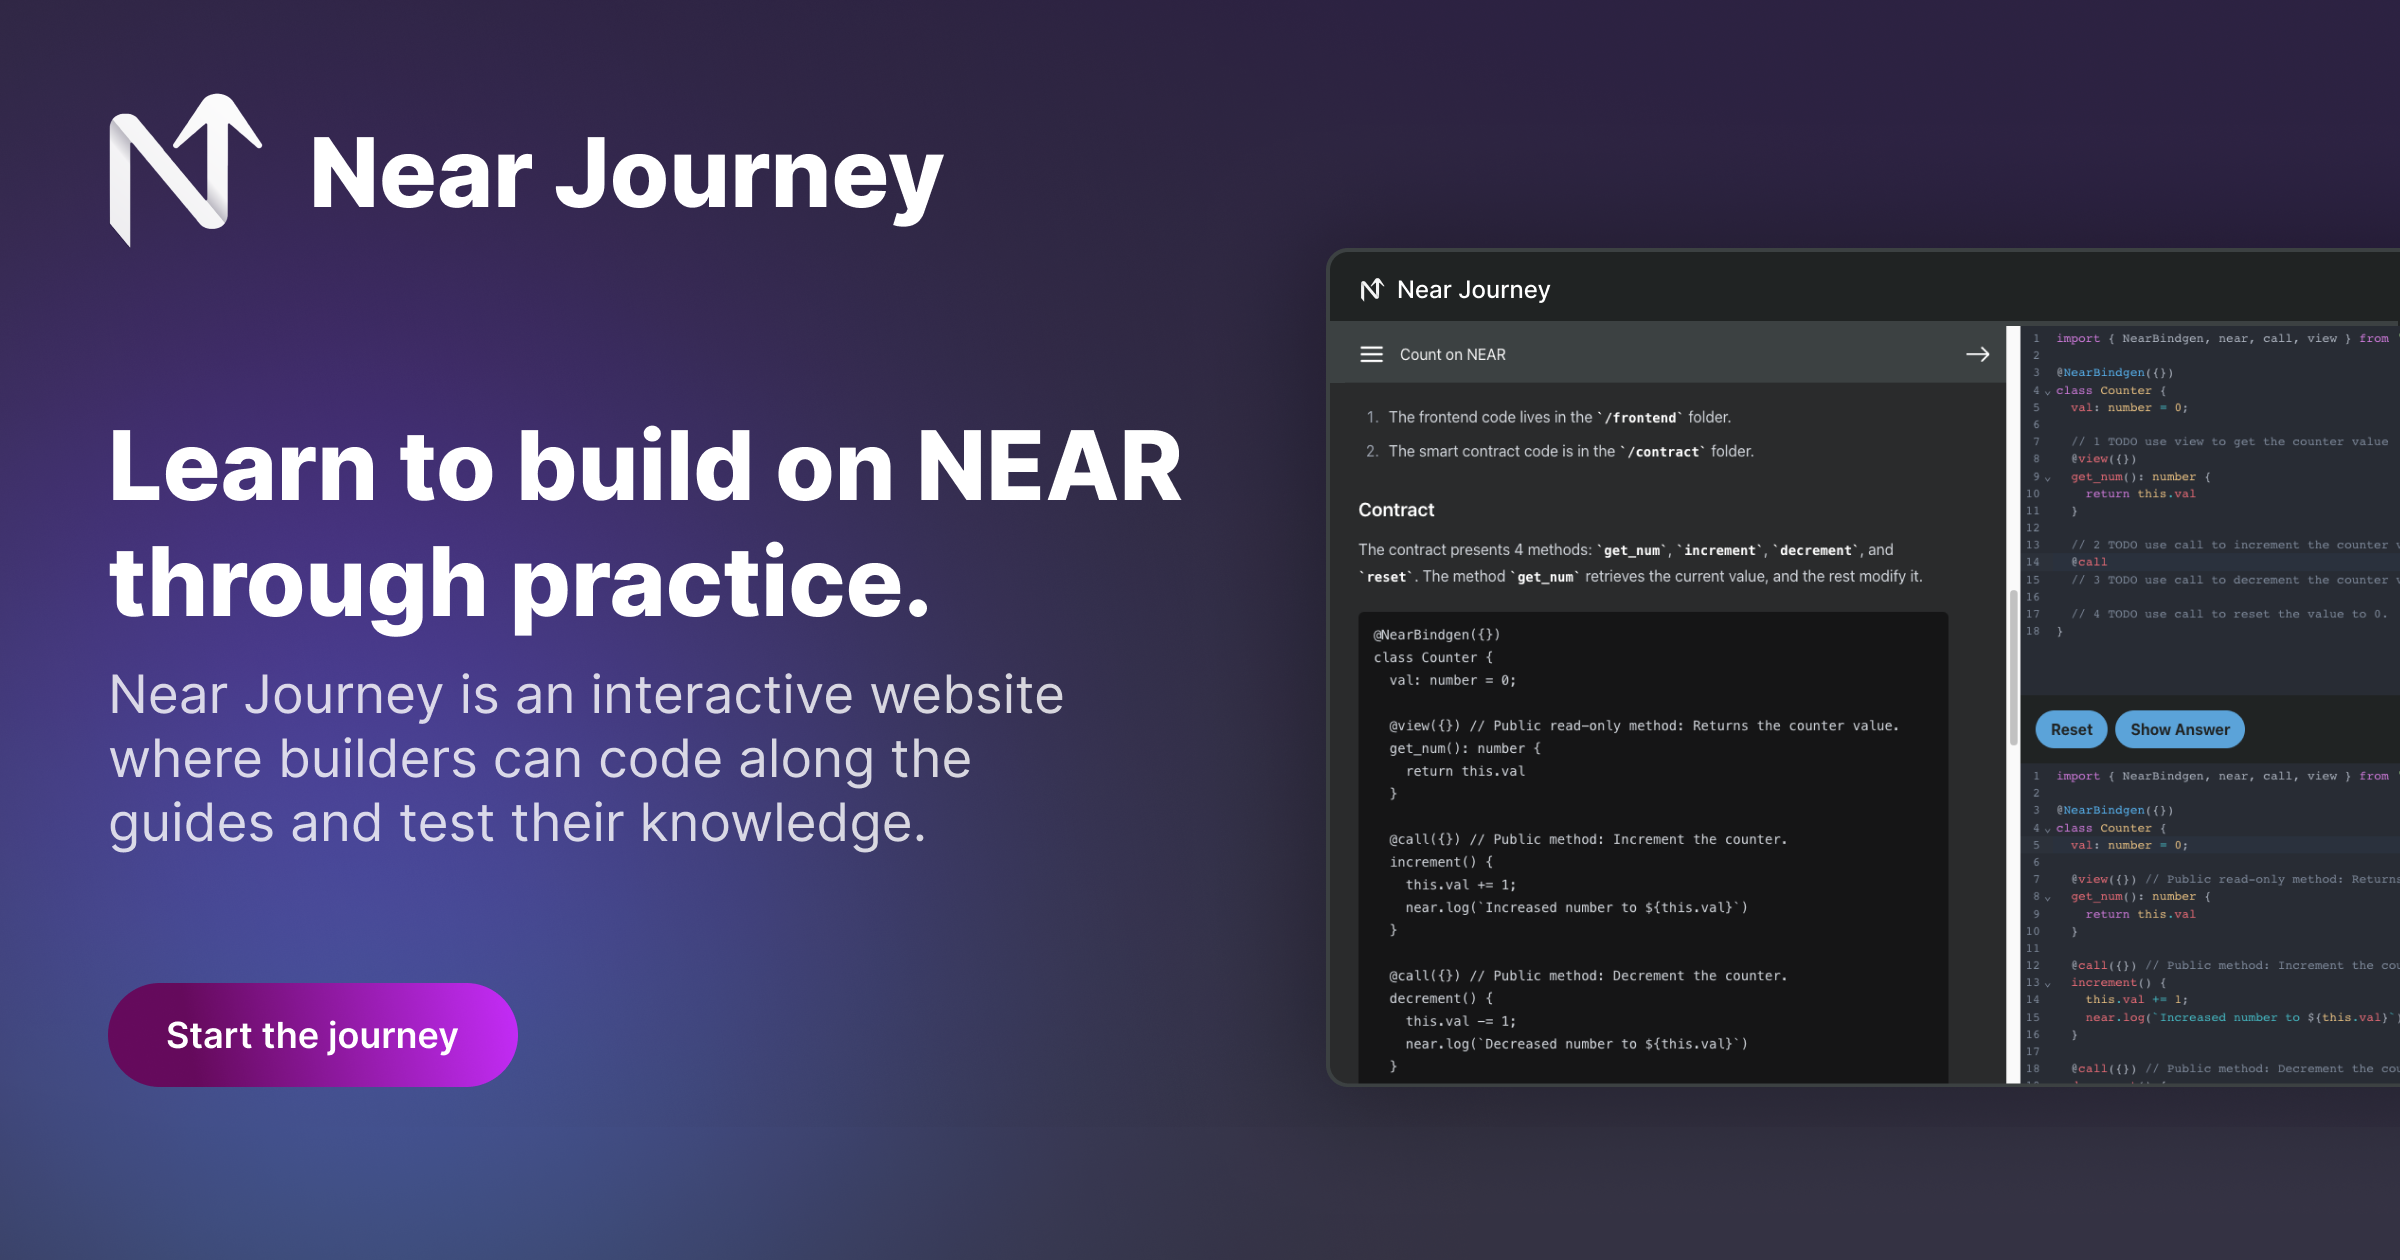 Near Journey
Learn to build on NEAR
through practice.
Near Journey is an interactive website
where builders can code along the
guides and test their knowledge.
Start the journey
Near Journey
Count on NEAR
1. The frontend code lives in the `/frontend` folder.
2. The smart contract code is in the `/contract` folder.
Contract
The contract presents 4 methods: `get_num`, `increment`, `decrement`, and
`reset`. The method `get_num` retrieves the current value, and the rest modify it.
@NearBindgen({})
class Counter {
val: number = 0;
@view({}) // Public read-only method: Returns the counter value.
get_num(): number {
return this.val
}
@call({}) // Public method: Increment the counter.
increment() {
this.val += 1;
near.log(`Increased number to ${this.val}`)
}
@call({}) // Public method: Decrement the counter.
decrement() {
this.val -= 1;
near.log(`Decreased number to ${this.val}`)
}
1 import { NearBindgen, near, call, view } from
2
3 @NearBindgen({})
4 class Counter {
5 val: number = 0;
6
7 // 1 TODO use view to get the counter value
8 @view({})
9 get_num(): number {
10 return this.val
11 }
12
13 // 2 TODO use call to increment the counter
14 @call
15 // 3 TODO use call to decrement the counter
16
17 // 4 TODO use call to reset the value to 0.
18 }
Reset
Show Answer
1 import { NearBindgen, near, call, view } from
2
3 @NearBindgen({})
4 class Counter {
5 val: number = 0;
6
7 @view({}) // Public read-only method: Returns
8 get_num(): number {
9 return this.val
10 }
11
12 @call({}) // Public method: Increment the cou
13 increment() {
14 this.val += 1;
15 near.log(`Increased number to ${this.val}`)
16 }
17
18 @call({}) // Public method: Decrement the cou